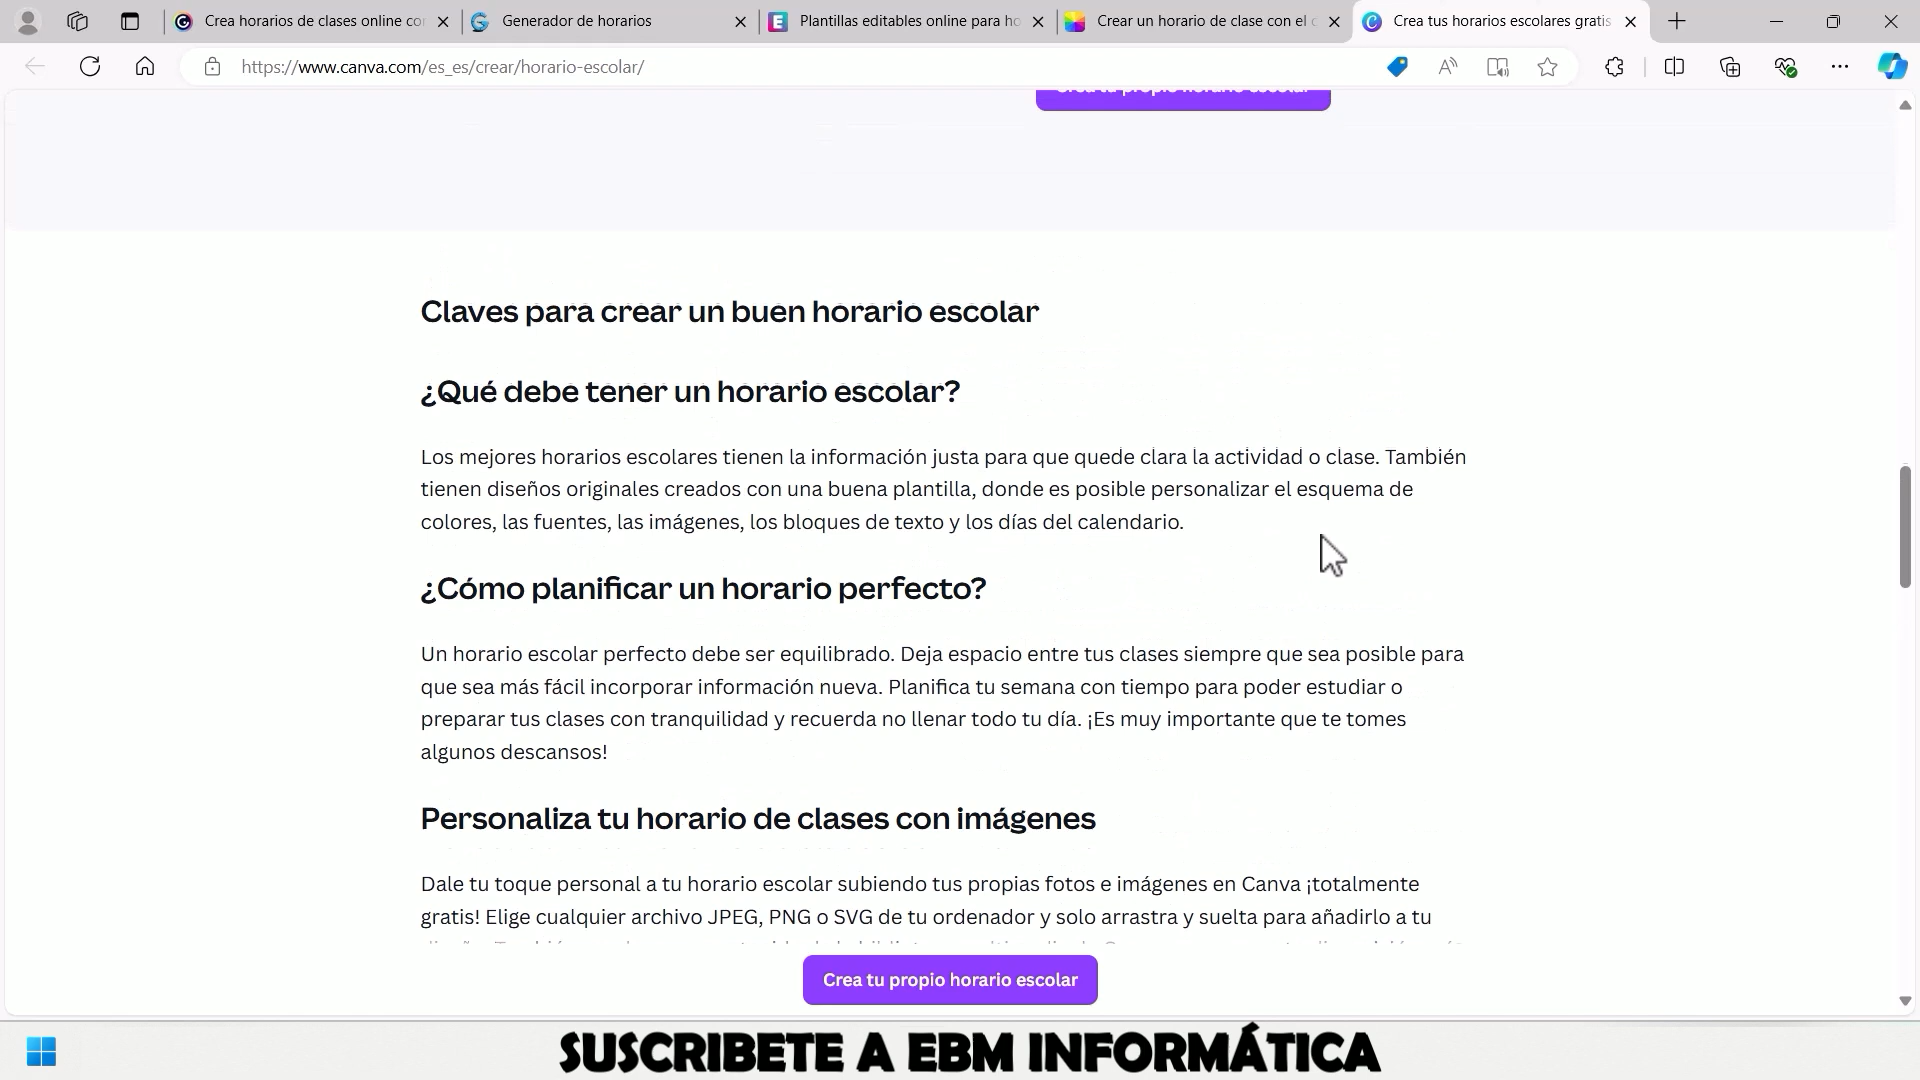 Crea horarios de clases online co
Generador de horarios
Plantillas editables online para ho
Crear un horario de clase con el
Crea tus horarios escolares gratis
https://www.canva.com/es_es/crear/horario-escolar/
Claves para crear un buen horario escolar
¿Qué debe tener un horario escolar?
Los mejores horarios escolares tienen la información justa para que quede clara la actividad o clase. También
tienen diseños originales creados con una buena plantilla, donde es posible personalizar el esquema de
colores, las fuentes, las imágenes, los bloques de texto y los días del calendario.
¿Cómo planificar un horario perfecto?
Un horario escolar perfecto debe ser equilibrado. Deja espacio entre tus clases siempre que sea posible para
que sea más fácil incorporar información nueva. Planifica tu semana con tiempo para poder estudiar o
preparar tus clases con tranquilidad y recuerda no llenar todo tu día. ¡Es muy importante que te tomes
algunos descansos!
Personaliza tu horario de clases con imágenes
Dale tu toque personal a tu horario escolar subiendo tus propias fotos e imágenes en Canva ¡totalmente
gratis! Elige cualquier archivo JPEG, PNG o SVG de tu ordenador y solo arrastra y suelta para añadirlo a tu
Crea tu propio horario escolar
SUSCRIBETE A EBM INFORMÁTICA